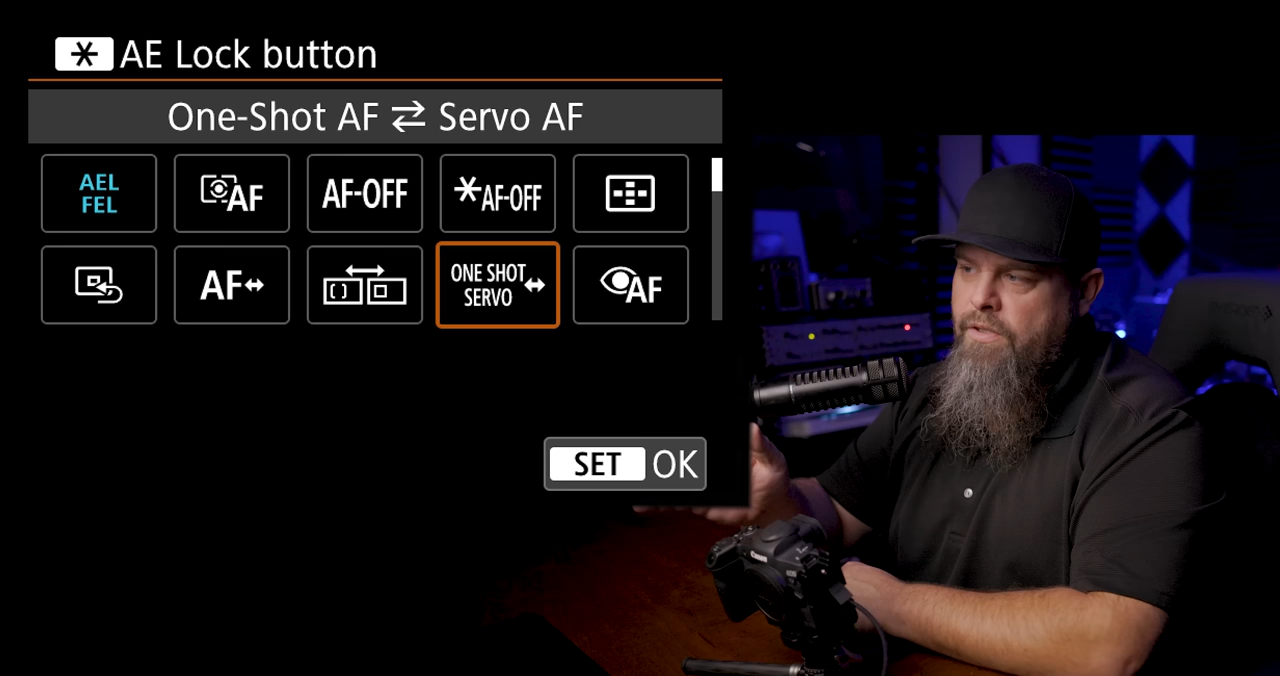 * AE Lock button
One-Shot AF ⇄ Servo AF
AEL
FEL
AF
AF-OFF
*AF-OFF
AF↔
ONE SHOT
SERVO ↔
AF
SET OK
Canon